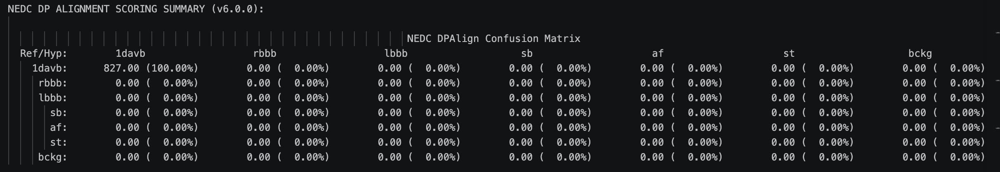 NEDC DP ALIGNMENT SCORING SUMMARY (v6.0.0):
NEDC DPAlign Confusion Matrix
Ref/Hyp: 1davb rbbb lbbb sb af st bckg
1davb: 827.00 (100.00%) 0.00 ( 0.00%) 0.00 ( 0.00%) 0.00 ( 0.00%) 0.00 ( 0.00%) 0.00 ( 0.00%) 0.00 ( 0.00%)
rbbb: 0.00 ( 0.00%) 0.00 ( 0.00%) 0.00 ( 0.00%) 0.00 ( 0.00%) 0.00 ( 0.00%) 0.00 ( 0.00%) 0.00 ( 0.00%)
lbbb: 0.00 ( 0.00%) 0.00 ( 0.00%) 0.00 ( 0.00%) 0.00 ( 0.00%) 0.00 ( 0.00%) 0.00 ( 0.00%) 0.00 ( 0.00%)
sb: 0.00 ( 0.00%) 0.00 ( 0.00%) 0.00 ( 0.00%) 0.00 ( 0.00%) 0.00 ( 0.00%) 0.00 ( 0.00%) 0.00 ( 0.00%)
af: 0.00 ( 0.00%) 0.00 ( 0.00%) 0.00 ( 0.00%) 0.00 ( 0.00%) 0.00 ( 0.00%) 0.00 ( 0.00%) 0.00 ( 0.00%)
st: 0.00 ( 0.00%) 0.00 ( 0.00%) 0.00 ( 0.00%) 0.00 ( 0.00%) 0.00 ( 0.00%) 0.00 ( 0.00%) 0.00 ( 0.00%)
bckg: 0.00 ( 0.00%) 0.00 ( 0.00%) 0.00 ( 0.00%) 0.00 ( 0.00%) 0.00 ( 0.00%) 0.00 ( 0.00%) 0.00 ( 0.00%)